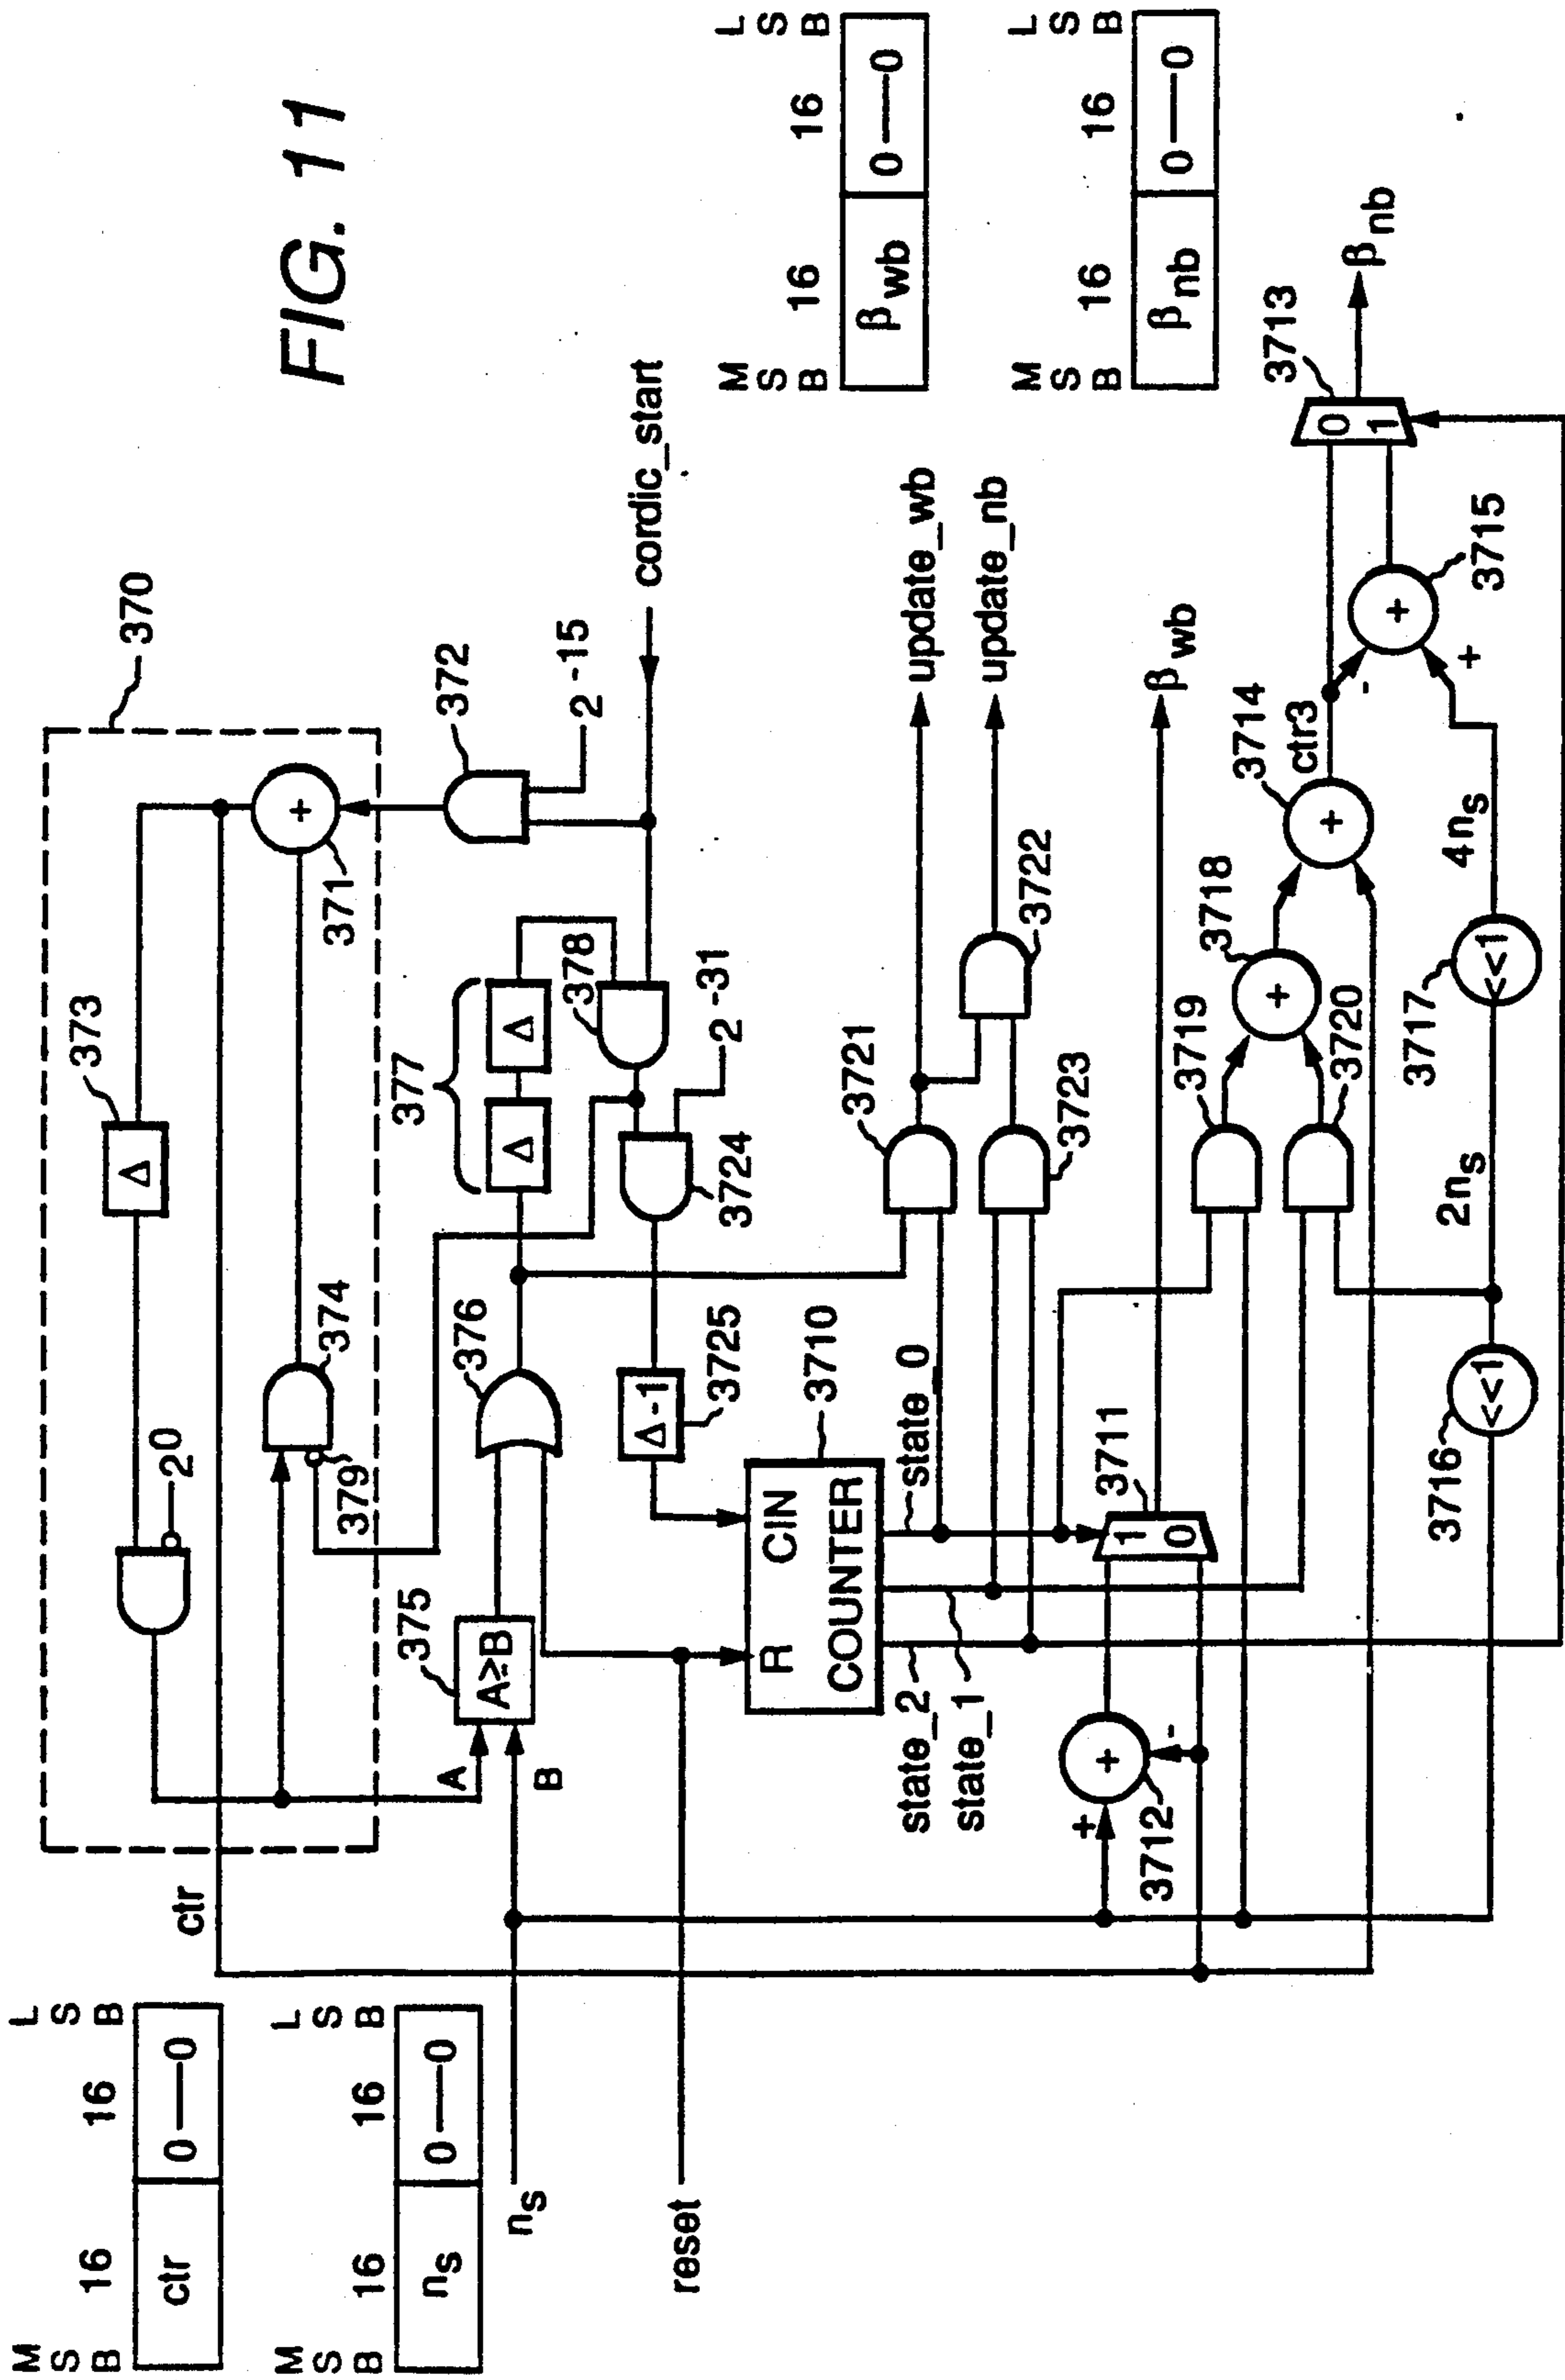 FIG. 11
M S B
16
16
L S B
ctr
0—0
M S B
16
16
L S B
n_s
0—0
M S B
16
16
L S B
β_wb
0—0
M S B
16
16
L S B
β_nb
0—0
370
373
Δ
2^0
374
379
371
+
ctr
372
2^-15
cordic_start
377
Δ
Δ
378
2^-31
3724
376
375
A≥B
A
B
n_s
reset
Δ-1
3725
3710
R
CIN
COUNTER
state_0
state_2
state_1
3721
update_wb
3722
update_nb
3723
3711
1
0
β_wb
3712
+
+
-
3719
3720
3718
+
3714
+
ctr3
3715
+
-
+
3713
0
1
β_nb
3716
<<1
2n_s
3717
<<1
4n_s